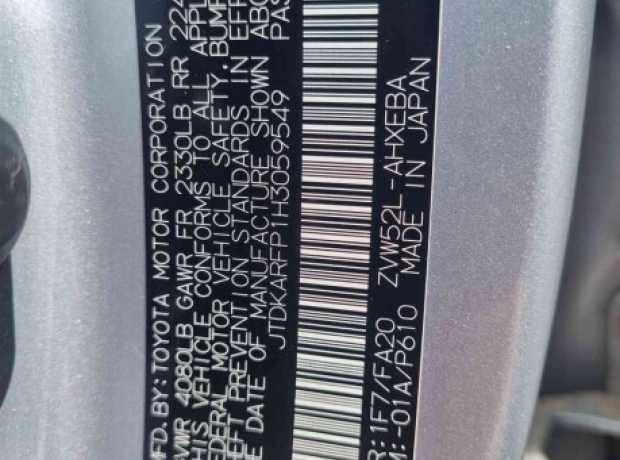 MFD. BY:TOYOTA MOTOR CORPORATION
GVWR 4080LB GAWR FR 2330LB RR 224
THIS VEHICLE CONFORMS TO ALL APPL
FEDERAL MOTOR VEHICLE SAFETY, BUMP
THEFT PREVENTION STANDARDS IN EFF
THE DATE OF MANUFACTURE SHOWN ABO
JTDKARFP1H3059549 PAS
R:1F7/FA20 ZVW52L-AHXEBA
M:-01A/P610 MADE IN JAPAN